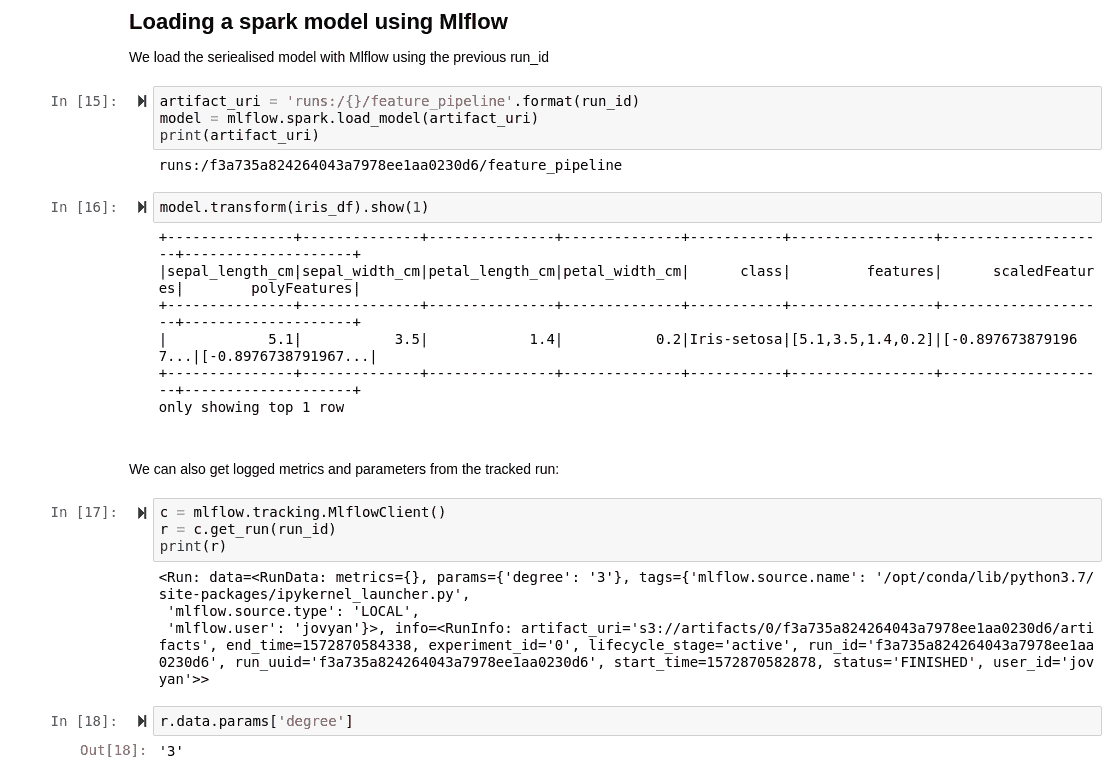 Loading a spark model using Mlflow
We load the seriealised model with Mlflow using the previous run_id
In [15]:
artifact_uri = 'runs:/{}/feature_pipeline'.format(run_id)
model = mlflow.spark.load_model(artifact_uri)
print(artifact_uri)
runs:/f3a735a824264043a7978ee1aa0230d6/feature_pipeline
In [16]:
model.transform(iris_df).show(1)
+---------------+--------------+---------------+--------------+-----------+-----------------+------------------
--+--------------------+
|sepal_length_cm|sepal_width_cm|petal_length_cm|petal_width_cm|      class|         features|      scaledFeatur
es|        polyFeatures|
+---------------+--------------+---------------+--------------+-----------+-----------------+------------------
--+--------------------+
|            5.1|           3.5|            1.4|           0.2|Iris-setosa|[5.1,3.5,1.4,0.2]|[-0.897673879196
7...|[-0.8976738791967...|
+---------------+--------------+---------------+--------------+-----------+-----------------+------------------
--+--------------------+
only showing top 1 row
We can also get logged metrics and parameters from the tracked run:
In [17]:
c = mlflow.tracking.MlflowClient()
r = c.get_run(run_id)
print(r)
<Run: data=<RunData: metrics={}, params={'degree': '3'}, tags={'mlflow.source.name': '/opt/conda/lib/python3.7/
site-packages/ipykernel_launcher.py',
 'mlflow.source.type': 'LOCAL',
 'mlflow.user': 'jovyan'}>, info=<RunInfo: artifact_uri='s3://artifacts/0/f3a735a824264043a7978ee1aa0230d6/arti
facts', end_time=1572870584338, experiment_id='0', lifecycle_stage='active', run_id='f3a735a824264043a7978ee1aa
0230d6', run_uuid='f3a735a824264043a7978ee1aa0230d6', start_time=1572870582878, status='FINISHED', user_id='jov
yan'>>
In [18]:
r.data.params['degree']
Out[18]: '3'